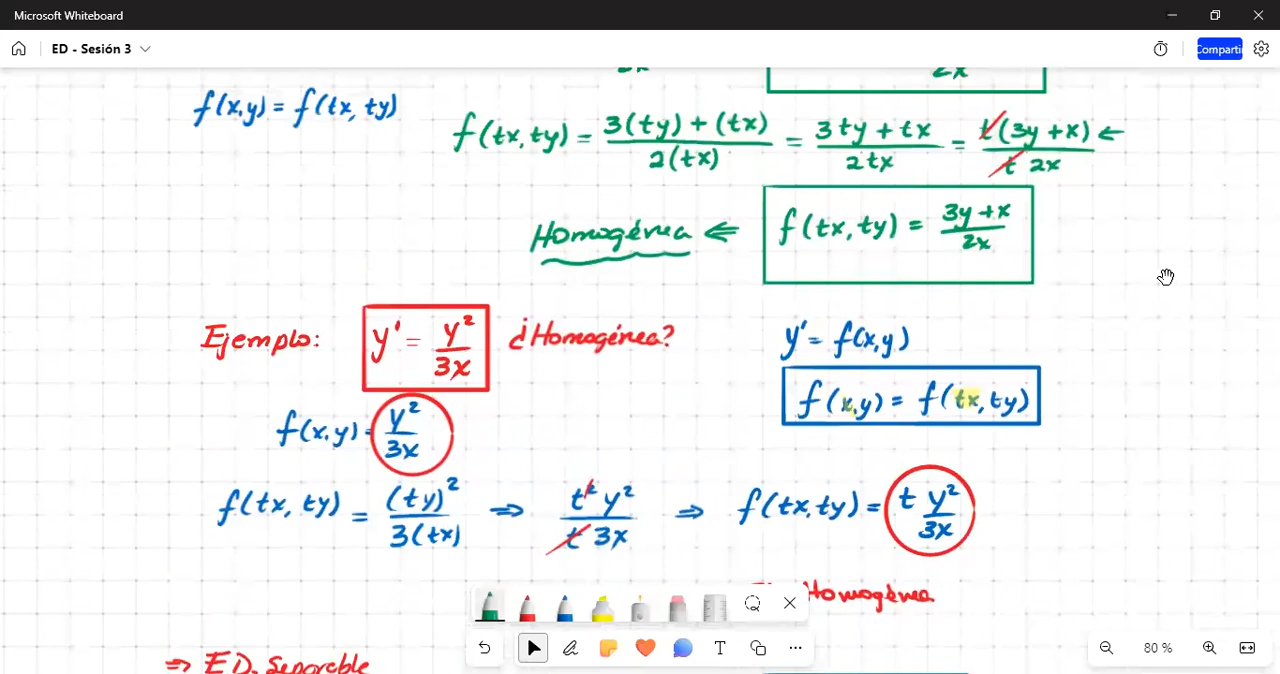 Microsoft Whiteboard
ED - Sesión 3
Compartir
2x
f(x,y) = f(tx, ty)
f(tx,ty) = 3(ty) + (tx) / 2(tx) = 3ty + tx / 2tx = t(3y + x) / t 2x ←
Homogénea ⇐ f(tx, ty) = 3y + x / 2x
Ejemplo: y' = y² / 3x ¿Homogénea?
y' = f(x,y)
f(x,y) = f(tx, ty)
f(x,y) = y² / 3x
f(tx, ty) = (ty)² / 3(tx) ⇒ t² y² / t 3x ⇒ f(tx,ty) = t y² / 3x
Homogénea
⇒ ED. Separable
80 %